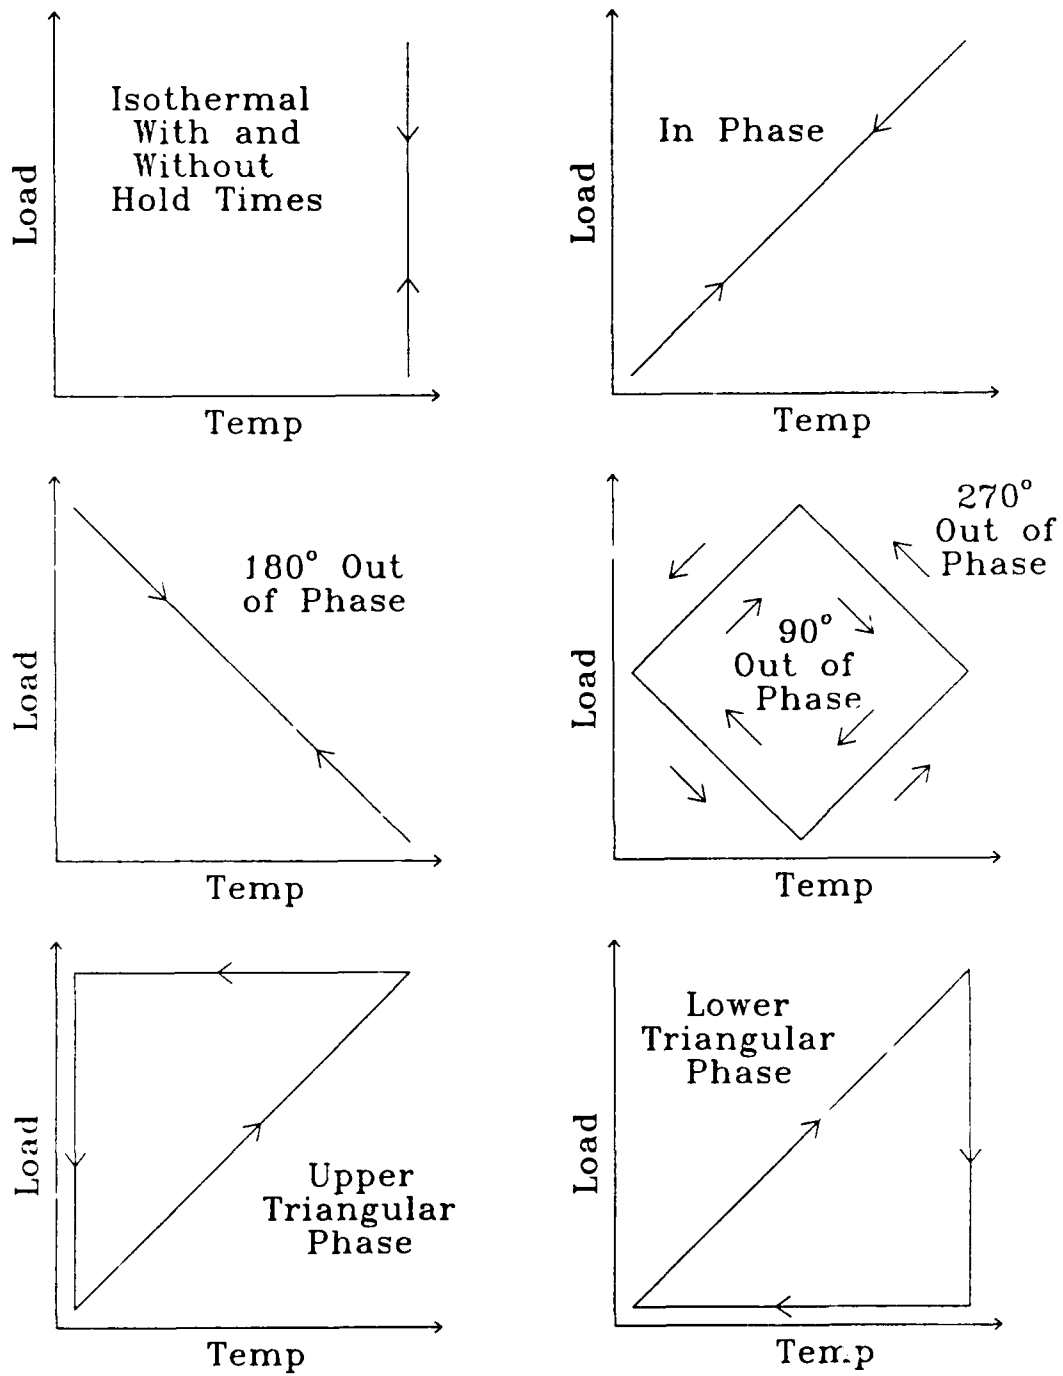 Isothermal
With and
Without
Hold Times
Load
Temp
In Phase
Load
Temp
180° Out
of Phase
Load
Temp
270°
Out of
Phase
90°
Out of
Phase
Load
Temp
Upper
Triangular
Phase
Load
Temp
Lower
Triangular
Phase
Load
Temp